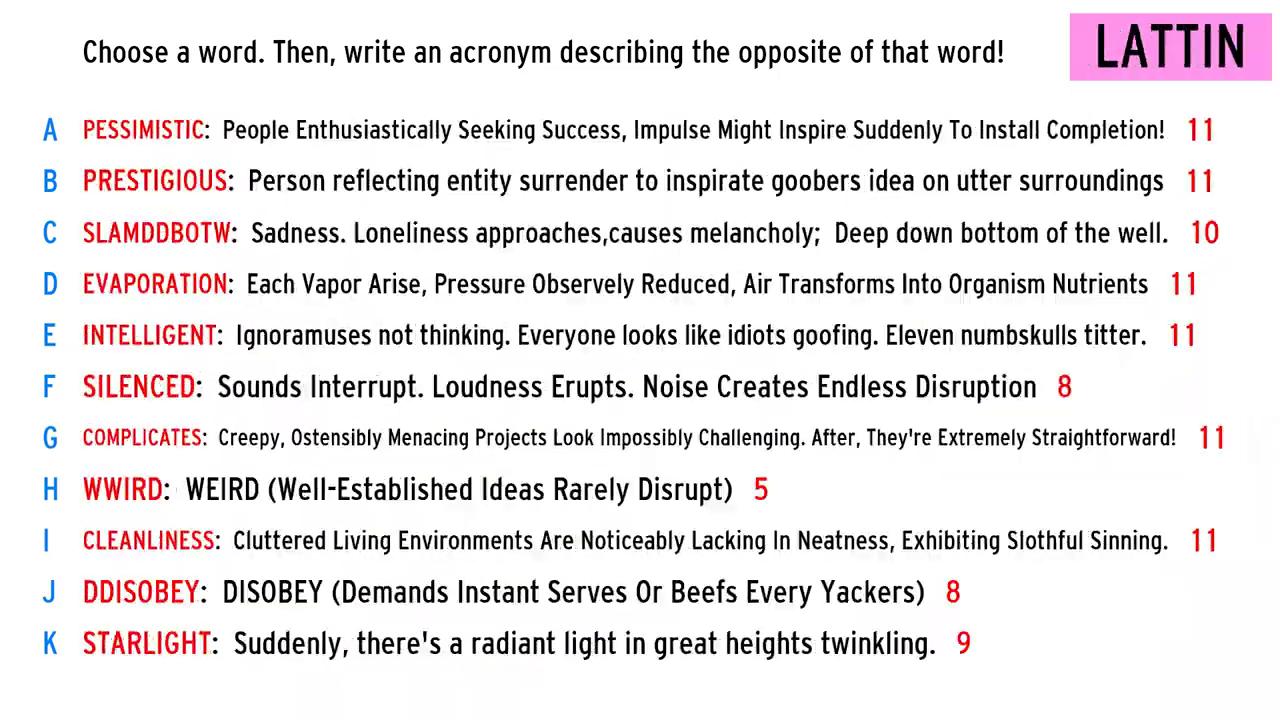 Choose a word. Then, write an acronym describing the opposite of that word!
LATTIN
A PESSIMISTIC: People Enthusiastically Seeking Success, Impulse Might Inspire Suddenly To Install Completion! 11
B PRESTIGIOUS: Person reflecting entity surrender to inspirate goobers idea on utter surroundings 11
C SLAMDDBOTW: Sadness. Loneliness approaches,causes melancholy; Deep down bottom of the well. 10
D EVAPORATION: Each Vapor Arise, Pressure Observely Reduced, Air Transforms Into Organism Nutrients 11
E INTELLIGENT: Ignoramuses not thinking. Everyone looks like idiots goofing. Eleven numbskulls titter. 11
F SILENCED: Sounds Interrupt. Loudness Erupts. Noise Creates Endless Disruption 8
G COMPLICATES: Creepy, Ostensibly Menacing Projects Look Impossibly Challenging. After, They're Extremely Straightforward! 11
H WWIRD: WEIRD (Well-Established Ideas Rarely Disrupt) 5
I CLEANLINESS: Cluttered Living Environments Are Noticeably Lacking In Neatness, Exhibiting Slothful Sinning. 11
J DDISOBEY: DISOBEY (Demands Instant Serves Or Beefs Every Yackers) 8
K STARLIGHT: Suddenly, there's a radiant light in great heights twinkling. 9